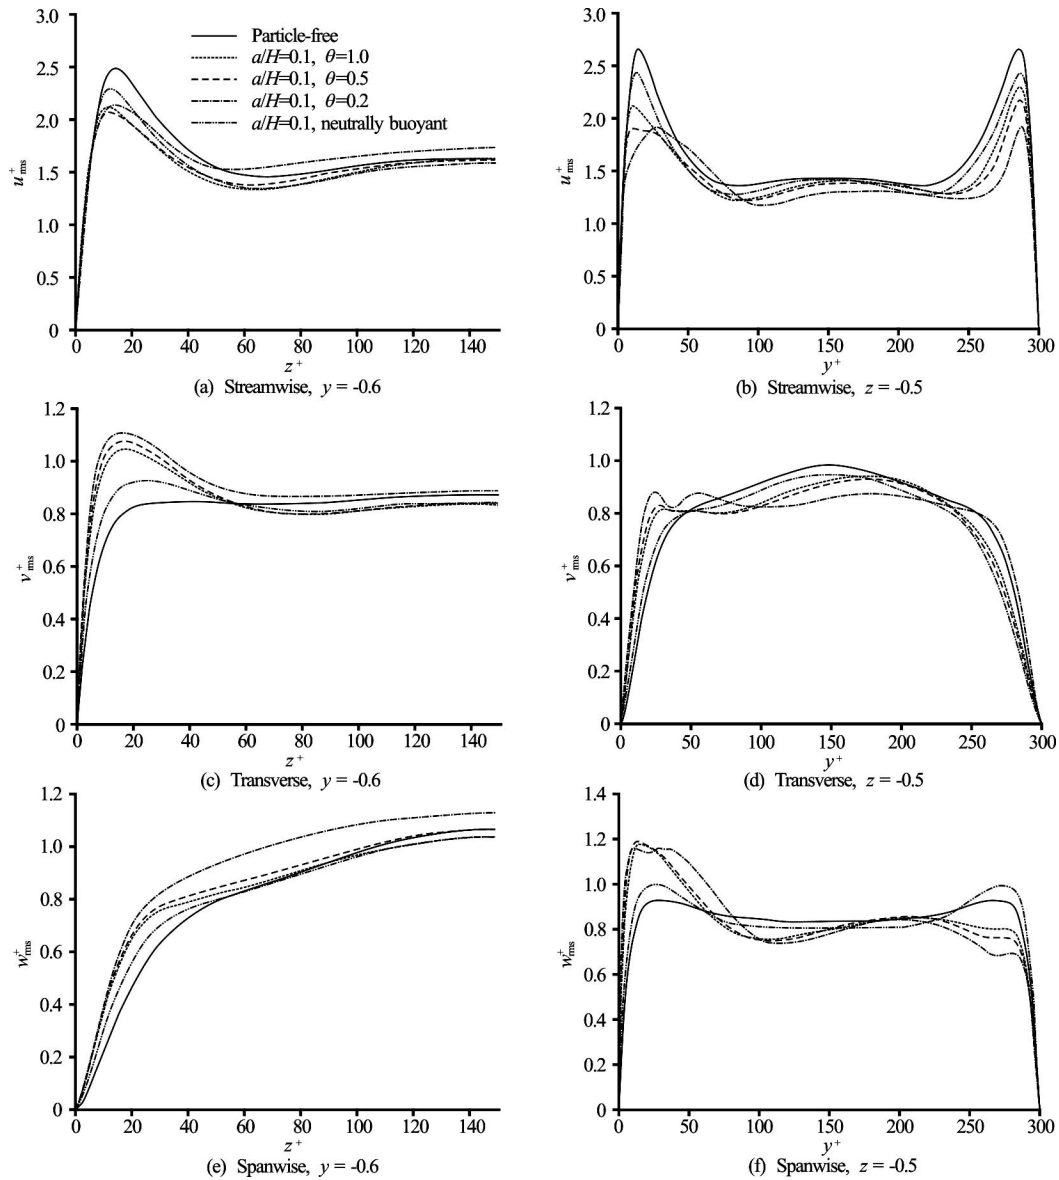 3.0
2.5
2.0
1.5
1.0
0.5
0
u+rms
Particle-free
a/H=0.1, θ=1.0
a/H=0.1, θ=0.5
a/H=0.1, θ=0.2
a/H=0.1, neutrally buoyant
0 20 40 60 80 100 120 140
z+
(a) Streamwise, y = -0.6
3.0
2.5
2.0
1.5
1.0
0.5
0
u+rms
0 50 100 150 200 250 300
y+
(b) Streamwise, z = -0.5
1.2
1.0
0.8
0.6
0.4
0.2
0
v+rms
0 20 40 60 80 100 120 140
z+
(c) Transverse, y = -0.6
1.2
1.0
0.8
0.6
0.4
0.2
0
v+rms
0 50 100 150 200 250 300
y+
(d) Transverse, z = -0.5
1.2
1.0
0.8
0.6
0.4
0.2
0
w+rms
0 20 40 60 80 100 120 140
z+
(e) Spanwise, y = -0.6
1.4
1.2
1.0
0.8
0.6
0.4
0.2
0
w+rms
0 50 100 150 200 250 300
y+
(f) Spanwise, z = -0.5